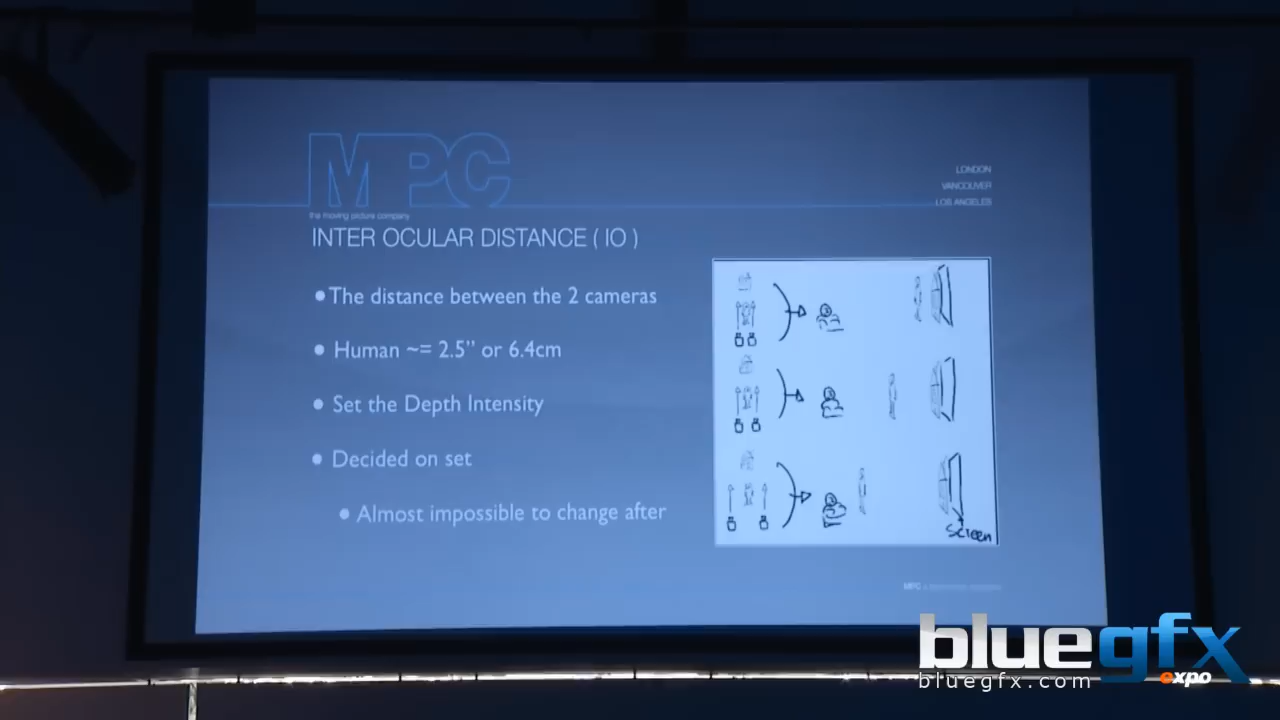 MPC
LONDON
VANCOUVER
LOS ANGELES
the moving picture company
INTER OCULAR DISTANCE ( IO )
• The distance between the 2 cameras
• Human ~= 2.5” or 6.4cm
• Set the Depth Intensity
• Decided on set
• Almost impossible to change after
Screen
MPC
bluegfx
expo
bluegfx.com